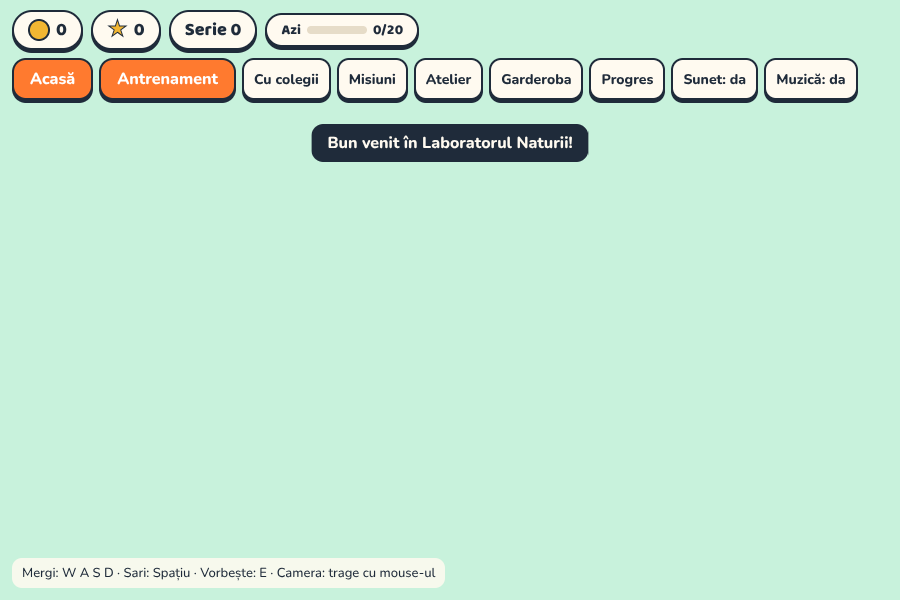 0 0 Serie 0 Azi 0/20
Acasă Antrenament Cu colegii Misiuni Atelier Garderoba Progres Sunet: da Muzică: da
Bun venit în Laboratorul Naturii!
Mergi: W A S D · Sari: Spațiu · Vorbește: E · Camera: trage cu mouse-ul